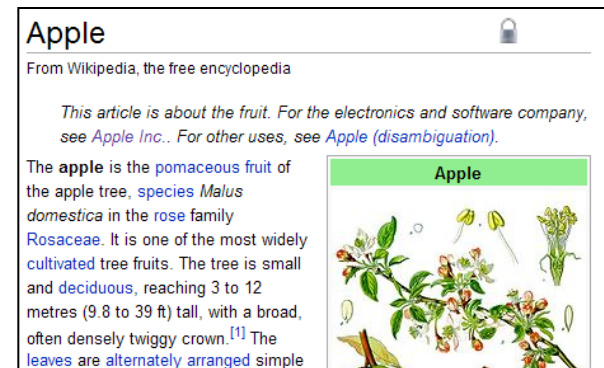 Apple
From Wikipedia, the free encyclopedia
This article is about the fruit. For the electronics and software company,
see Apple Inc.. For other uses, see Apple (disambiguation).
The apple is the pomaceous fruit of
the apple tree, species Malus
domestica in the rose family
Rosaceae. It is one of the most widely
cultivated tree fruits. The tree is small
and deciduous, reaching 3 to 12
metres (9.8 to 39 ft) tall, with a broad,
often densely twiggy crown.[1] The
leaves are alternately arranged simple
Apple